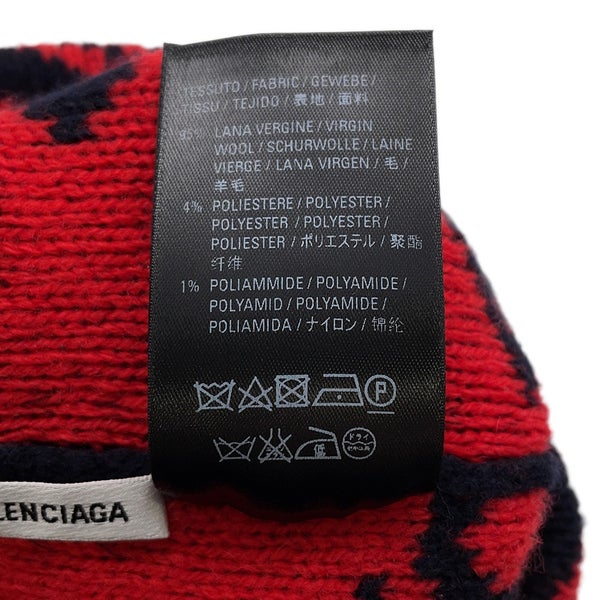 TESSUTO / FABRIC / GEWEBE /
TISSU / TEJIDO / 表地 / 面料
95% LANA VERGINE / VIRGIN
WOOL / SCHURWOLLE / LAINE
VIERGE / LANA VIRGEN / 毛 /
羊毛
4% POLIESTERE / POLYESTER /
POLYESTER / POLYESTER /
POLIESTER / ポリエステル / 聚酯
纤维
1% POLIAMMIDE / POLYAMIDE /
POLYAMID / POLYAMIDE /
POLIAMIDA / ナイロン / 锦纶
P
低
ドライ
LENCIAGA